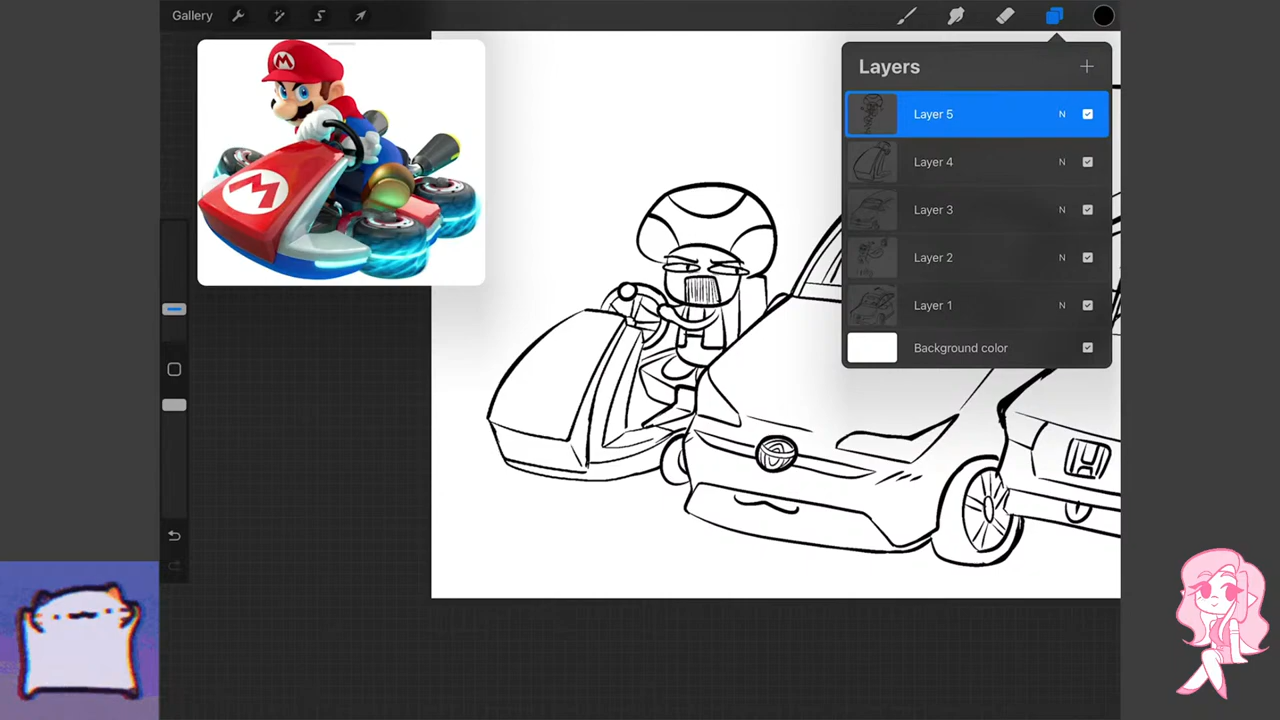 Gallery
M
M
Layers
Layer 5 N
Layer 4 N
Layer 3 N
Layer 2 N
Layer 1 N
Background color
H